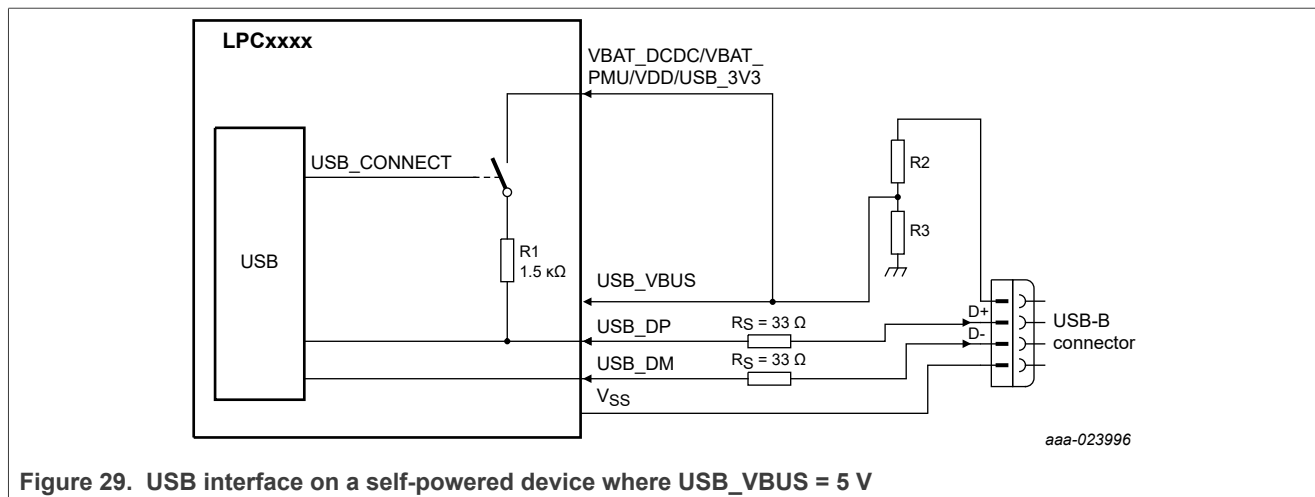 LPCxxxx
VBAT_DCDC/VBAT_
PMU/VDD/USB_3V3
R2
USB_CONNECT
R3
R1
1.5 кΩ
USB
USB_VBUS
D+
USB_DP
RS = 33 Ω
USB-B
connector
D-
USB_DM
RS = 33 Ω
VSS
aaa-023996
Figure 29. USB interface on a self-powered device where USB_VBUS = 5 V